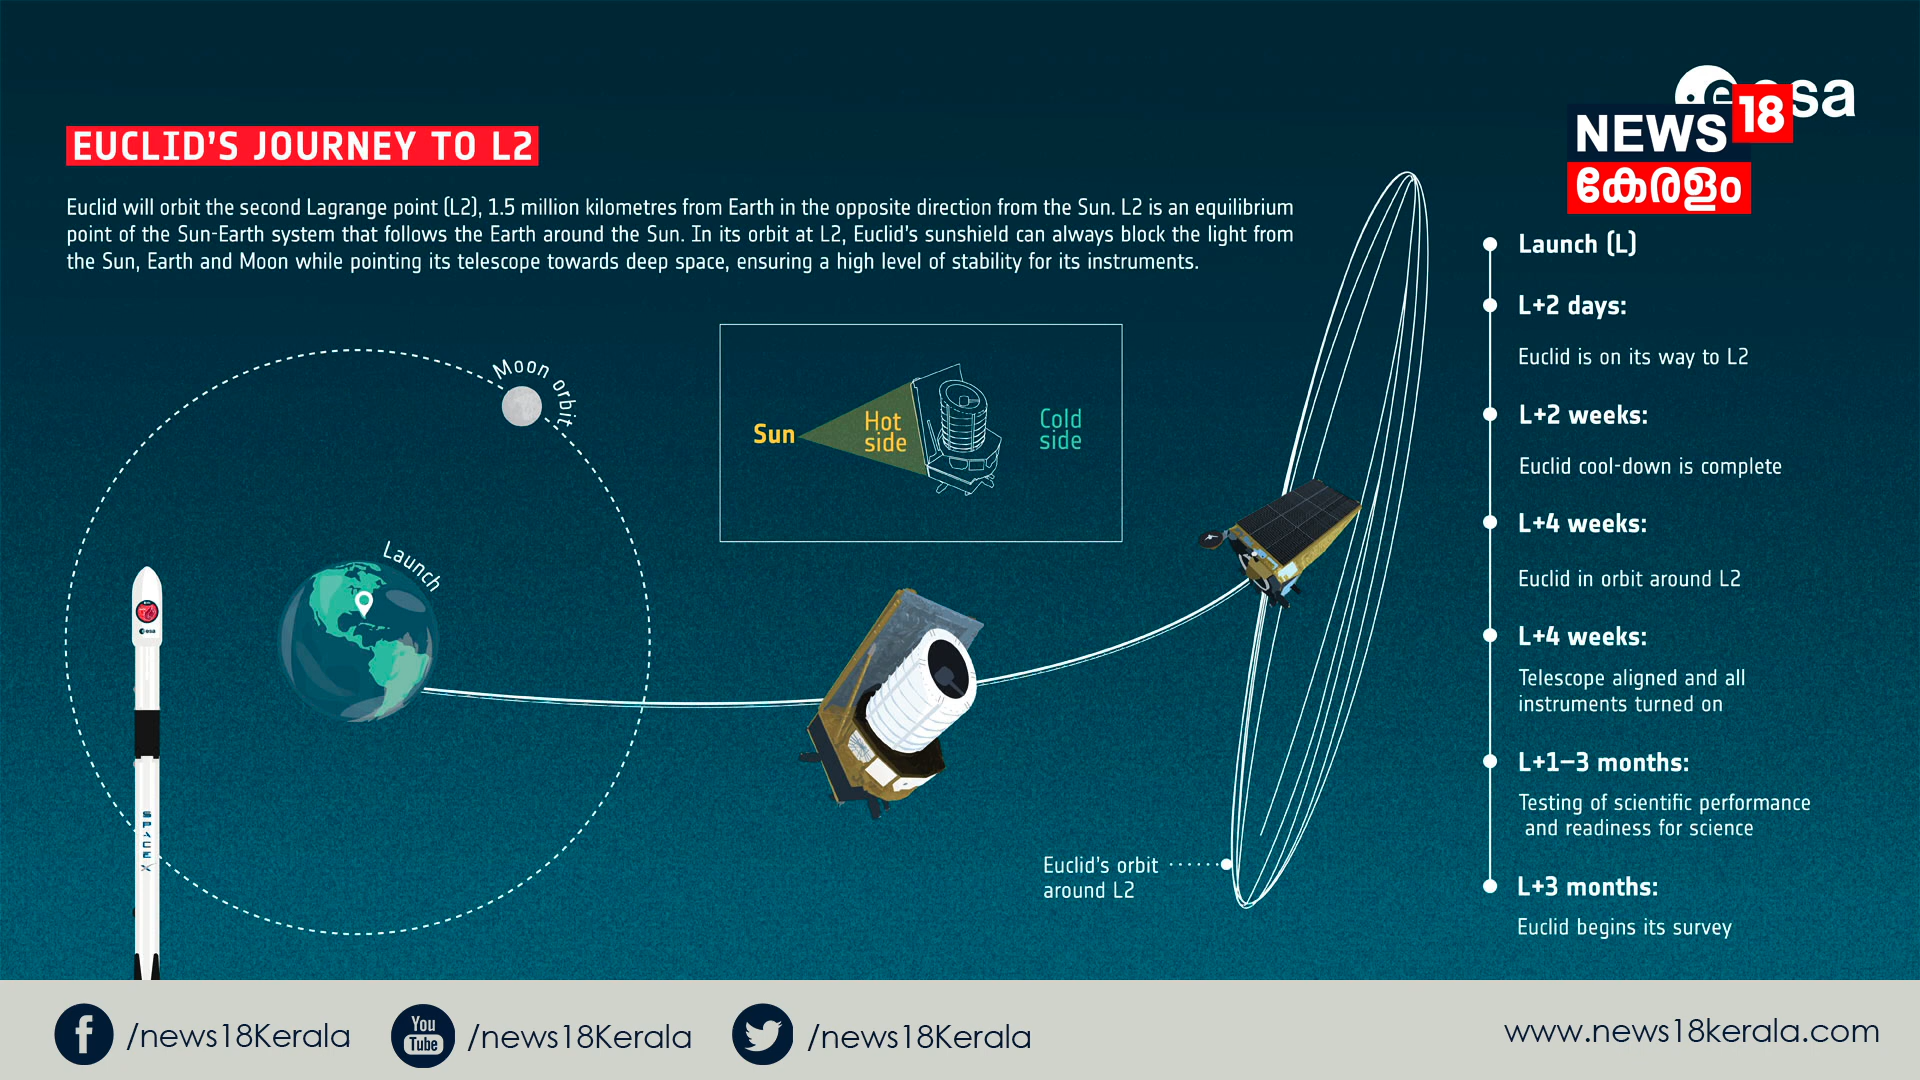 esa
NEWS 18
കേരളം
EUCLID'S JOURNEY TO L2
Euclid will orbit the second Lagrange point (L2), 1.5 million kilometres from Earth in the opposite direction from the Sun. L2 is an equilibrium
point of the Sun-Earth system that follows the Earth around the Sun. In its orbit at L2, Euclid's sunshield can always block the light from
the Sun, Earth and Moon while pointing its telescope towards deep space, ensuring a high level of stability for its instruments.
Moon orbit
Launch
Sun
Hot
side
Cold
side
esa
SPACEX
Euclid's orbit
around L2
Launch (L)
L+2 days:
Euclid is on its way to L2
L+2 weeks:
Euclid cool-down is complete
L+4 weeks:
Euclid in orbit around L2
L+4 weeks:
Telescope aligned and all
instruments turned on
L+1–3 months:
Testing of scientific performance
and readiness for science
L+3 months:
Euclid begins its survey
/news18Kerala
You
Tube
/news18Kerala
/news18Kerala
www.news18kerala.com